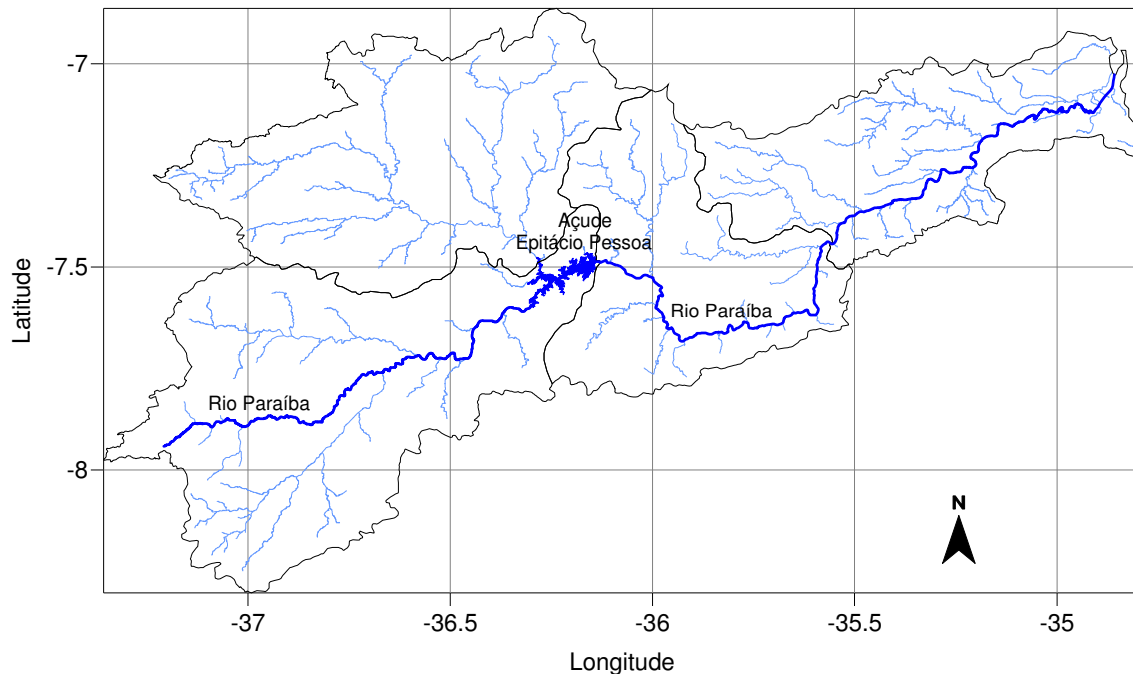 -7
-7.5
-8
Latitude
Açude
Epitácio Pessoa
Rio Paraíba
Rio Paraíba
N
-37
-36.5
-36
-35.5
-35
Longitude